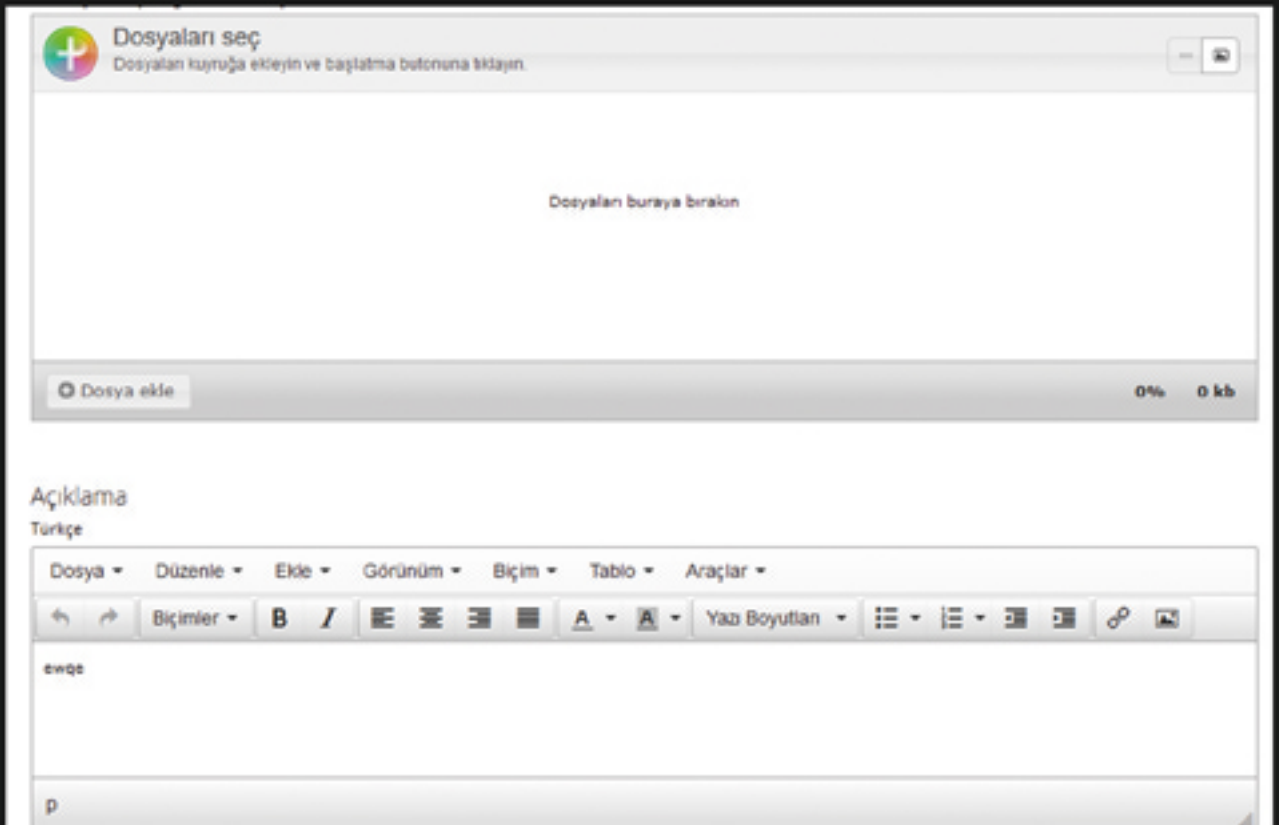 Dosyaları seç
Dosyaları kuyruğa ekleyin ve başlatma butonuna tıklayın.
Dosyaları buraya bırakın
Dosya ekle 0% 0 kb
Açıklama
Türkçe
Dosya Düzenle Ekle Görünüm Biçim Tablo Araçlar
Biçimler B I A A Yazı Boyutları
ewqe
p